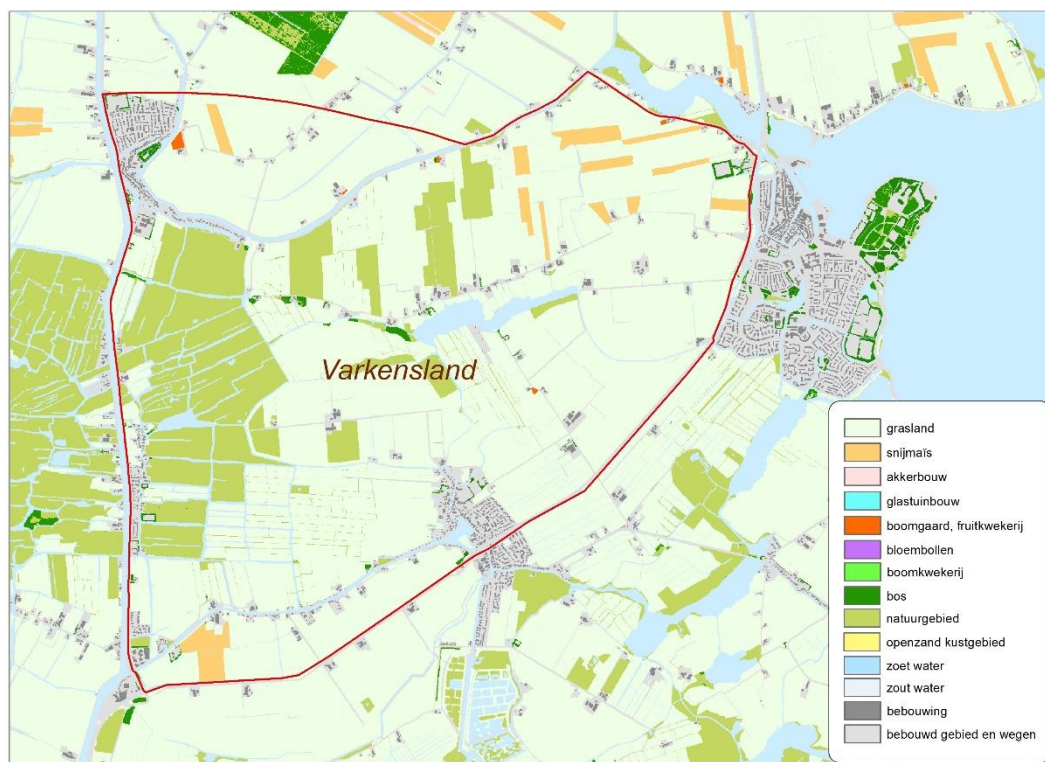 Varkensland
grasland
snijmaïs
akkerbouw
glastuinbouw
boomgaard, fruitkwekerij
bloembollen
boomkwekerij
bos
natuurgebied
openzand kustgebied
zoet water
zout water
bebouwing
bebouwd gebied en wegen